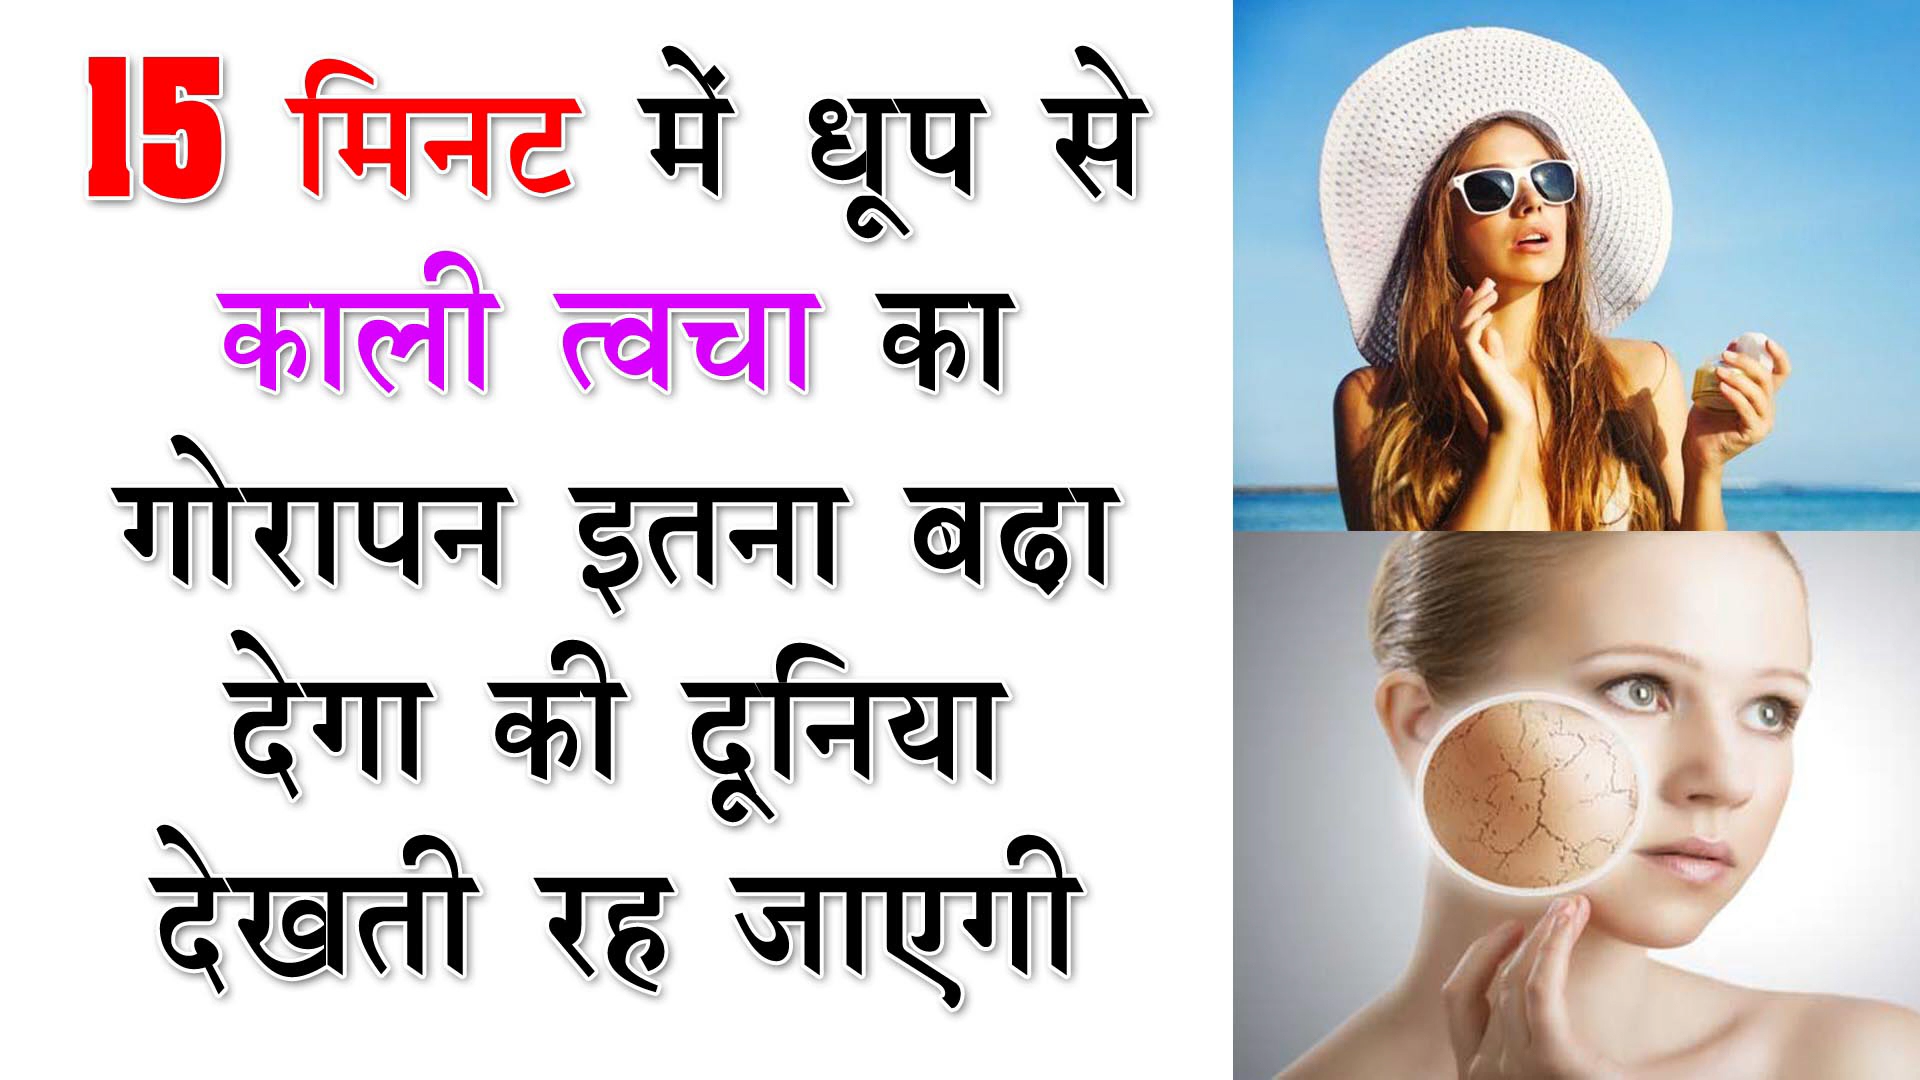 15 मिनट में धूप से
काली त्वचा का
गोरापन इतना बढा
देगा की दूनिया
देखती रह जाएगी